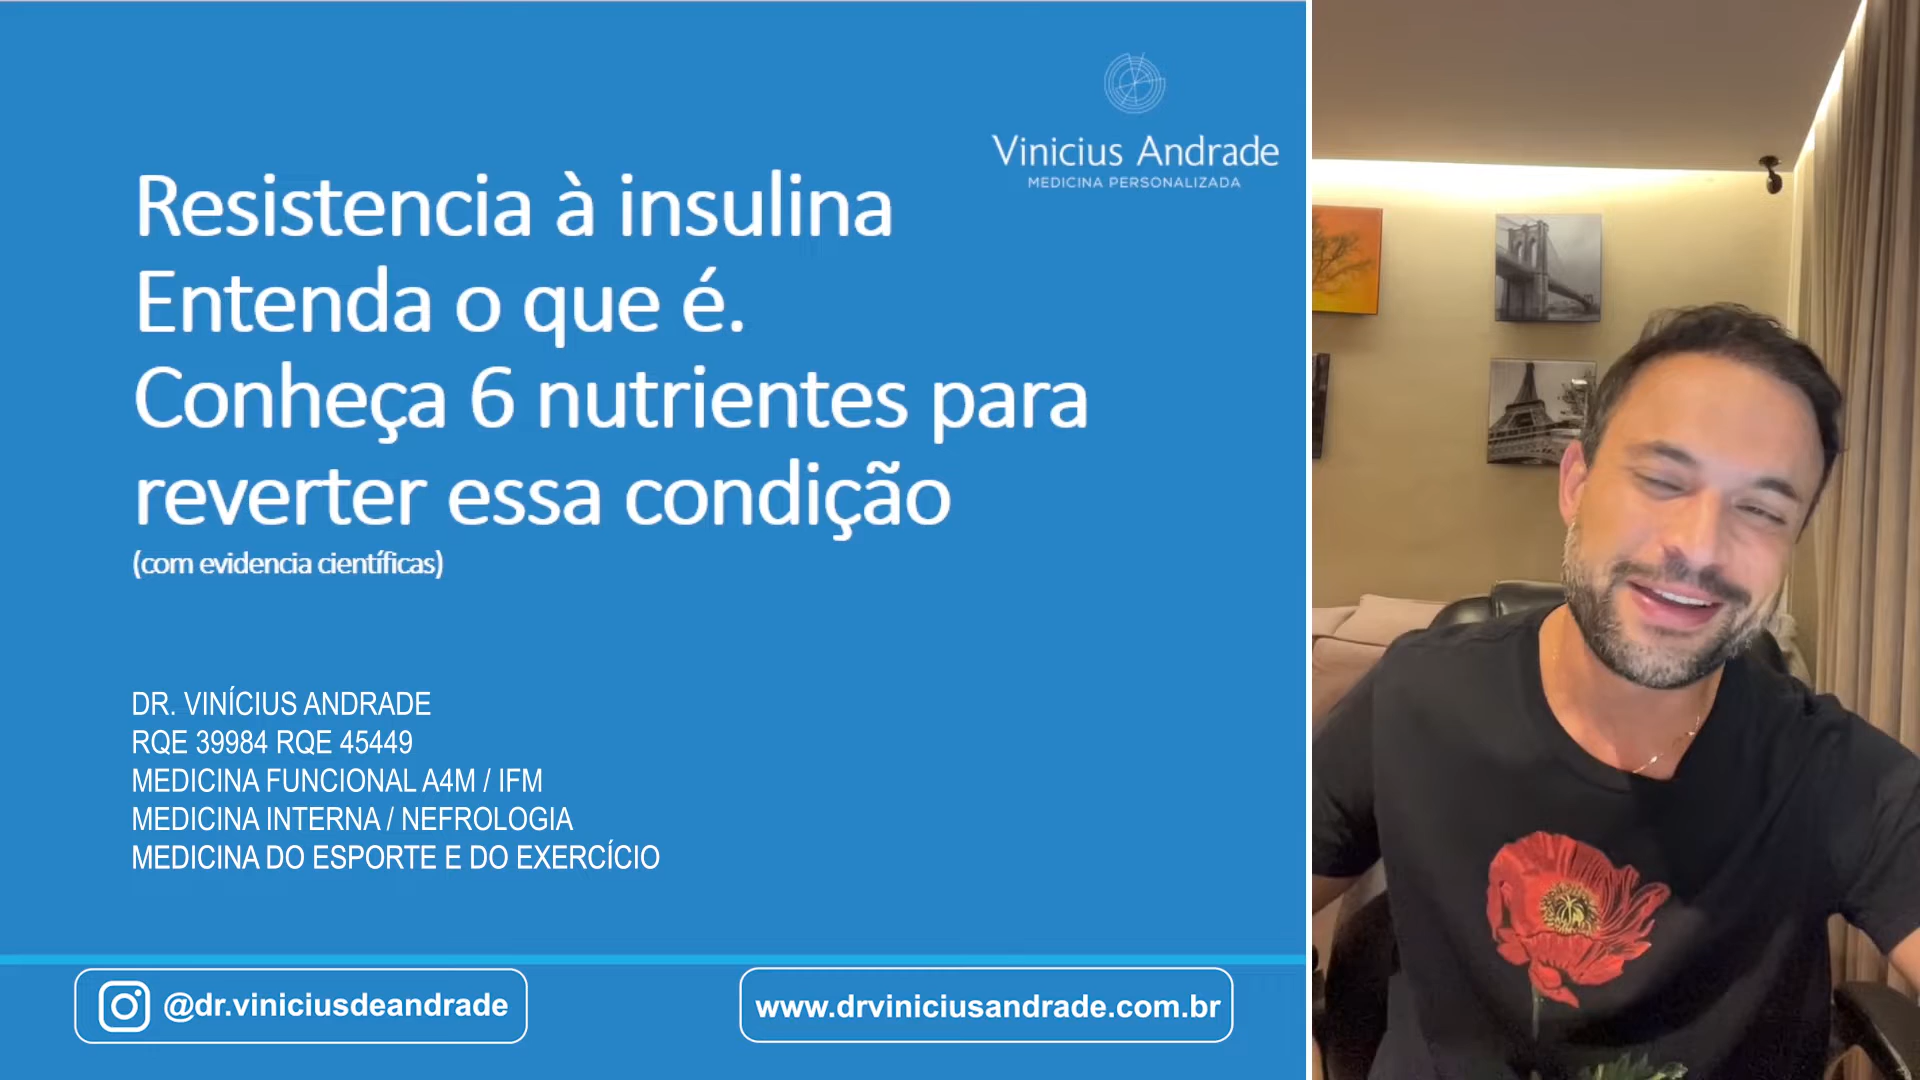 Vinicius Andrade
MEDICINA PERSONALIZADA
Resistencia à insulina
Entenda o que é.
Conheça 6 nutrientes para
reverter essa condição
(com evidencia científicas)
DR. VINÍCIUS ANDRADE
RQE 39984 RQE 45449
MEDICINA FUNCIONAL A4M / IFM
MEDICINA INTERNA / NEFROLOGIA
MEDICINA DO ESPORTE E DO EXERCÍCIO
@dr.viniciusdeandrade
www.drviniciusandrade.com.br